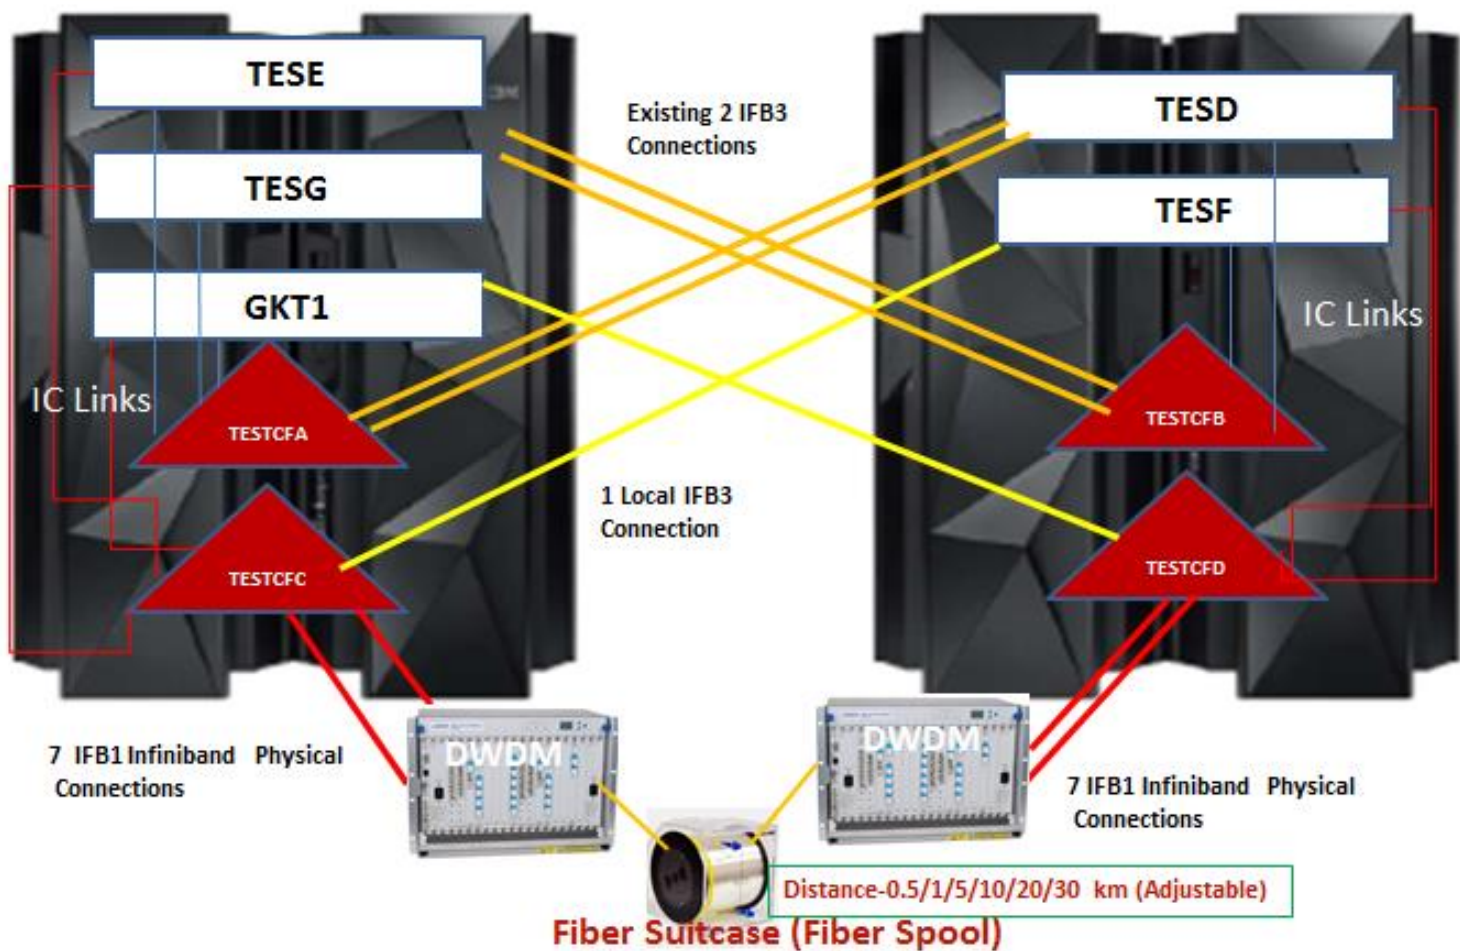 TESE
TESG
GKT1
IC Links
TESTCFA
TESTCFC
Existing 2 IFB3
Connections
1 Local IFB3
Connection
TESD
TESF
IC Links
TESTCFB
TESTCFD
7 IFB1 Infiniband Physical
Connections
DWDM
DWDM
7 IFB1 Infiniband Physical
Connections
Distance-0.5/1/5/10/20/30 km (Adjustable)
Fiber Suitcase (Fiber Spool)